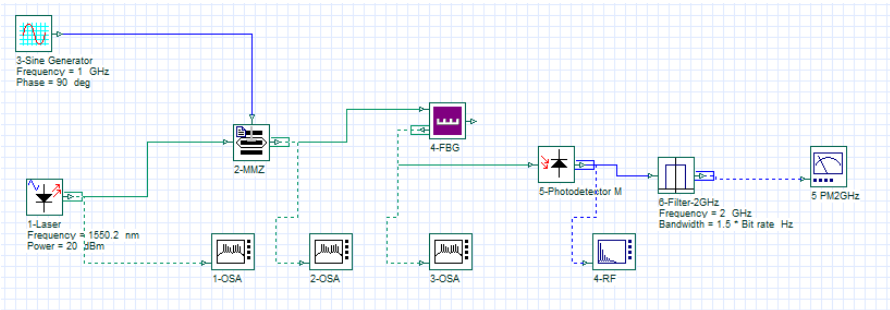 3-Sine Generator
Frequency = 1 GHz
Phase = 90 deg
2-MMZ
4-FBG
1-Laser
Frequency = 1550.2 nm
Power = 20 dBm
5-Photodetextor M
6-Filter-2GHz
Frequency = 2 GHz
Bandwidth = 1.5 * Bit rate Hz
5 PM2GHz
1-OSA
2-OSA
3-OSA
4-RF